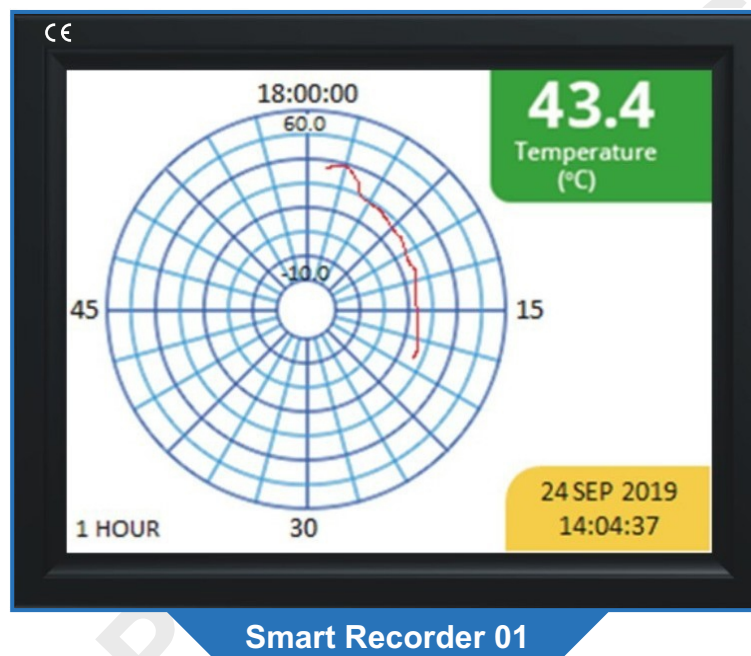 CE
18:00:00
60.0
43.4
Temperature
(°C)
-10.0
45
15
24 SEP 2019
14:04:37
1 HOUR
30
Smart Recorder 01